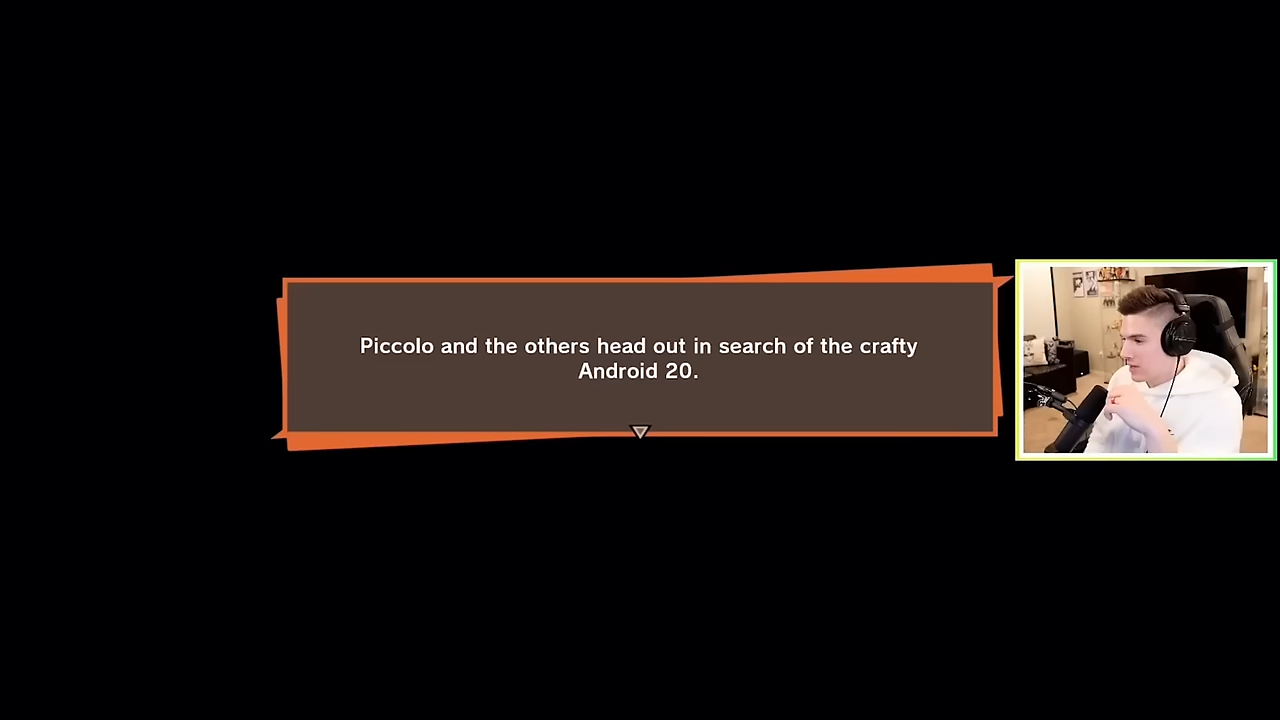 Piccolo and the others head out in search of the crafty
Android 20.